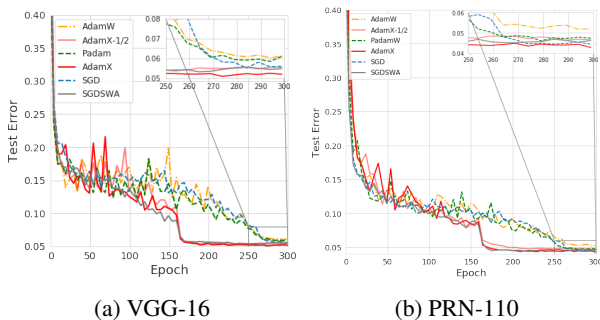 0.40
0.35
0.30
0.25
0.20
0.15
0.10
0.05
Test Error
0 50 100 150 200 250 300
Epoch
AdamW
AdamX-1/2
Padam
AdamX
SGD
SGDSWA
0.08
0.07
0.06
0.05
250 260 270 280 290 300
(a) VGG-16
0.40
0.35
0.30
0.25
0.20
0.15
0.10
0.05
Test Error
0 50 100 150 200 250 300
Epoch
AdamW
AdamX-1/2
PadamW
AdamX
SGD
SGDSWA
0.06
0.05
0.04
250 260 270 280 290 300
(b) PRN-110